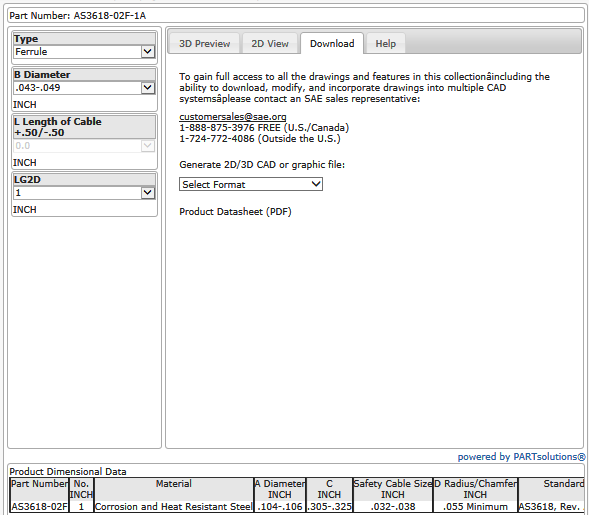 Part Number: AS3618-02F-1A
Type
Ferrule
B Diameter
.043-.049
INCH
L Length of Cable
+.50/-.50
0.0
INCH
LG2D
1
INCH
3D Preview 2D View Download Help
To gain full access to all the drawings and features in this collectionâincluding the
ability to download, modify, and incorporate drawings into multiple CAD
systemsâplease contact an SAE sales representative:
customersales@sae.org
1-888-875-3976 FREE (U.S./Canada)
1-724-772-4086 (Outside the U.S.)
Generate 2D/3D CAD or graphic file:
Select Format
Product Datasheet (PDF)
powered by PARTsolutions®
Product Dimensional Data
Part Number No. Material A Diameter C Safety Cable Size D Radius/Chamfer Standard
INCH INCH INCH INCH INCH
AS3618-02F 1 Corrosion and Heat Resistant Steel .104-.106 .305-.325 .032-.038 .055 Minimum AS3618, Rev.